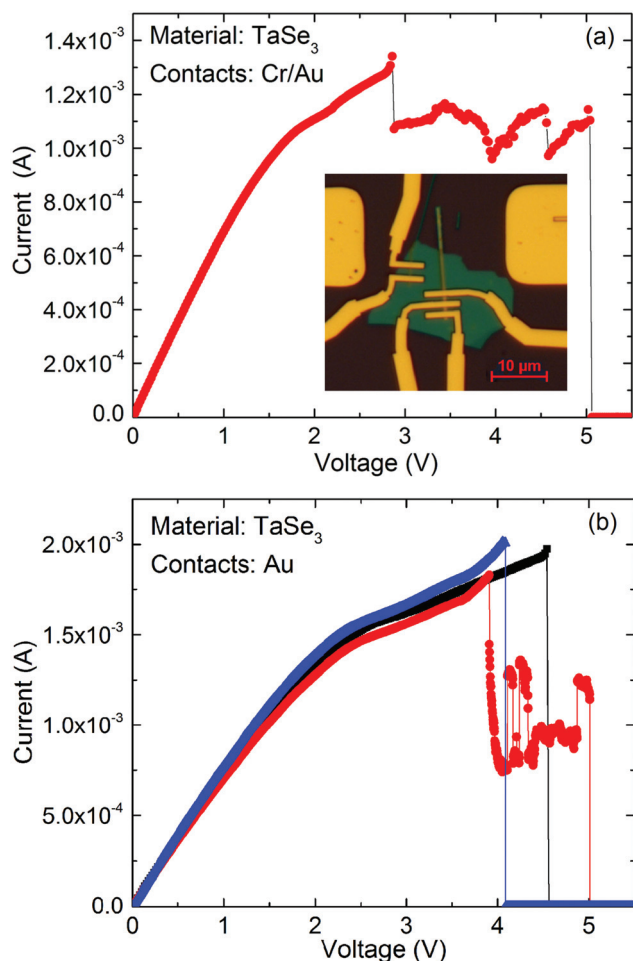 Material: TaSe₃
(a)
Contacts: Cr/Au
1.4x10⁻³
1.2x10⁻³
1.0x10⁻³
8.0x10⁻⁴
6.0x10⁻⁴
4.0x10⁻⁴
2.0x10⁻⁴
0.0
Current (A)
10 µm
0 1 2 3 4 5
Voltage (V)
Material: TaSe₃
(b)
Contacts: Au
2.0x10⁻³
1.5x10⁻³
1.0x10⁻³
5.0x10⁻⁴
0.0
Current (A)
0 1 2 3 4 5
Voltage (V)